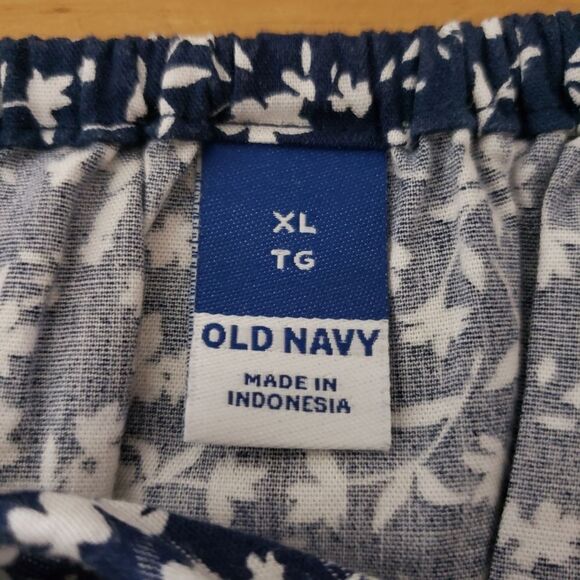 XL
TG
OLD NAVY
MADE IN
INDONESIA